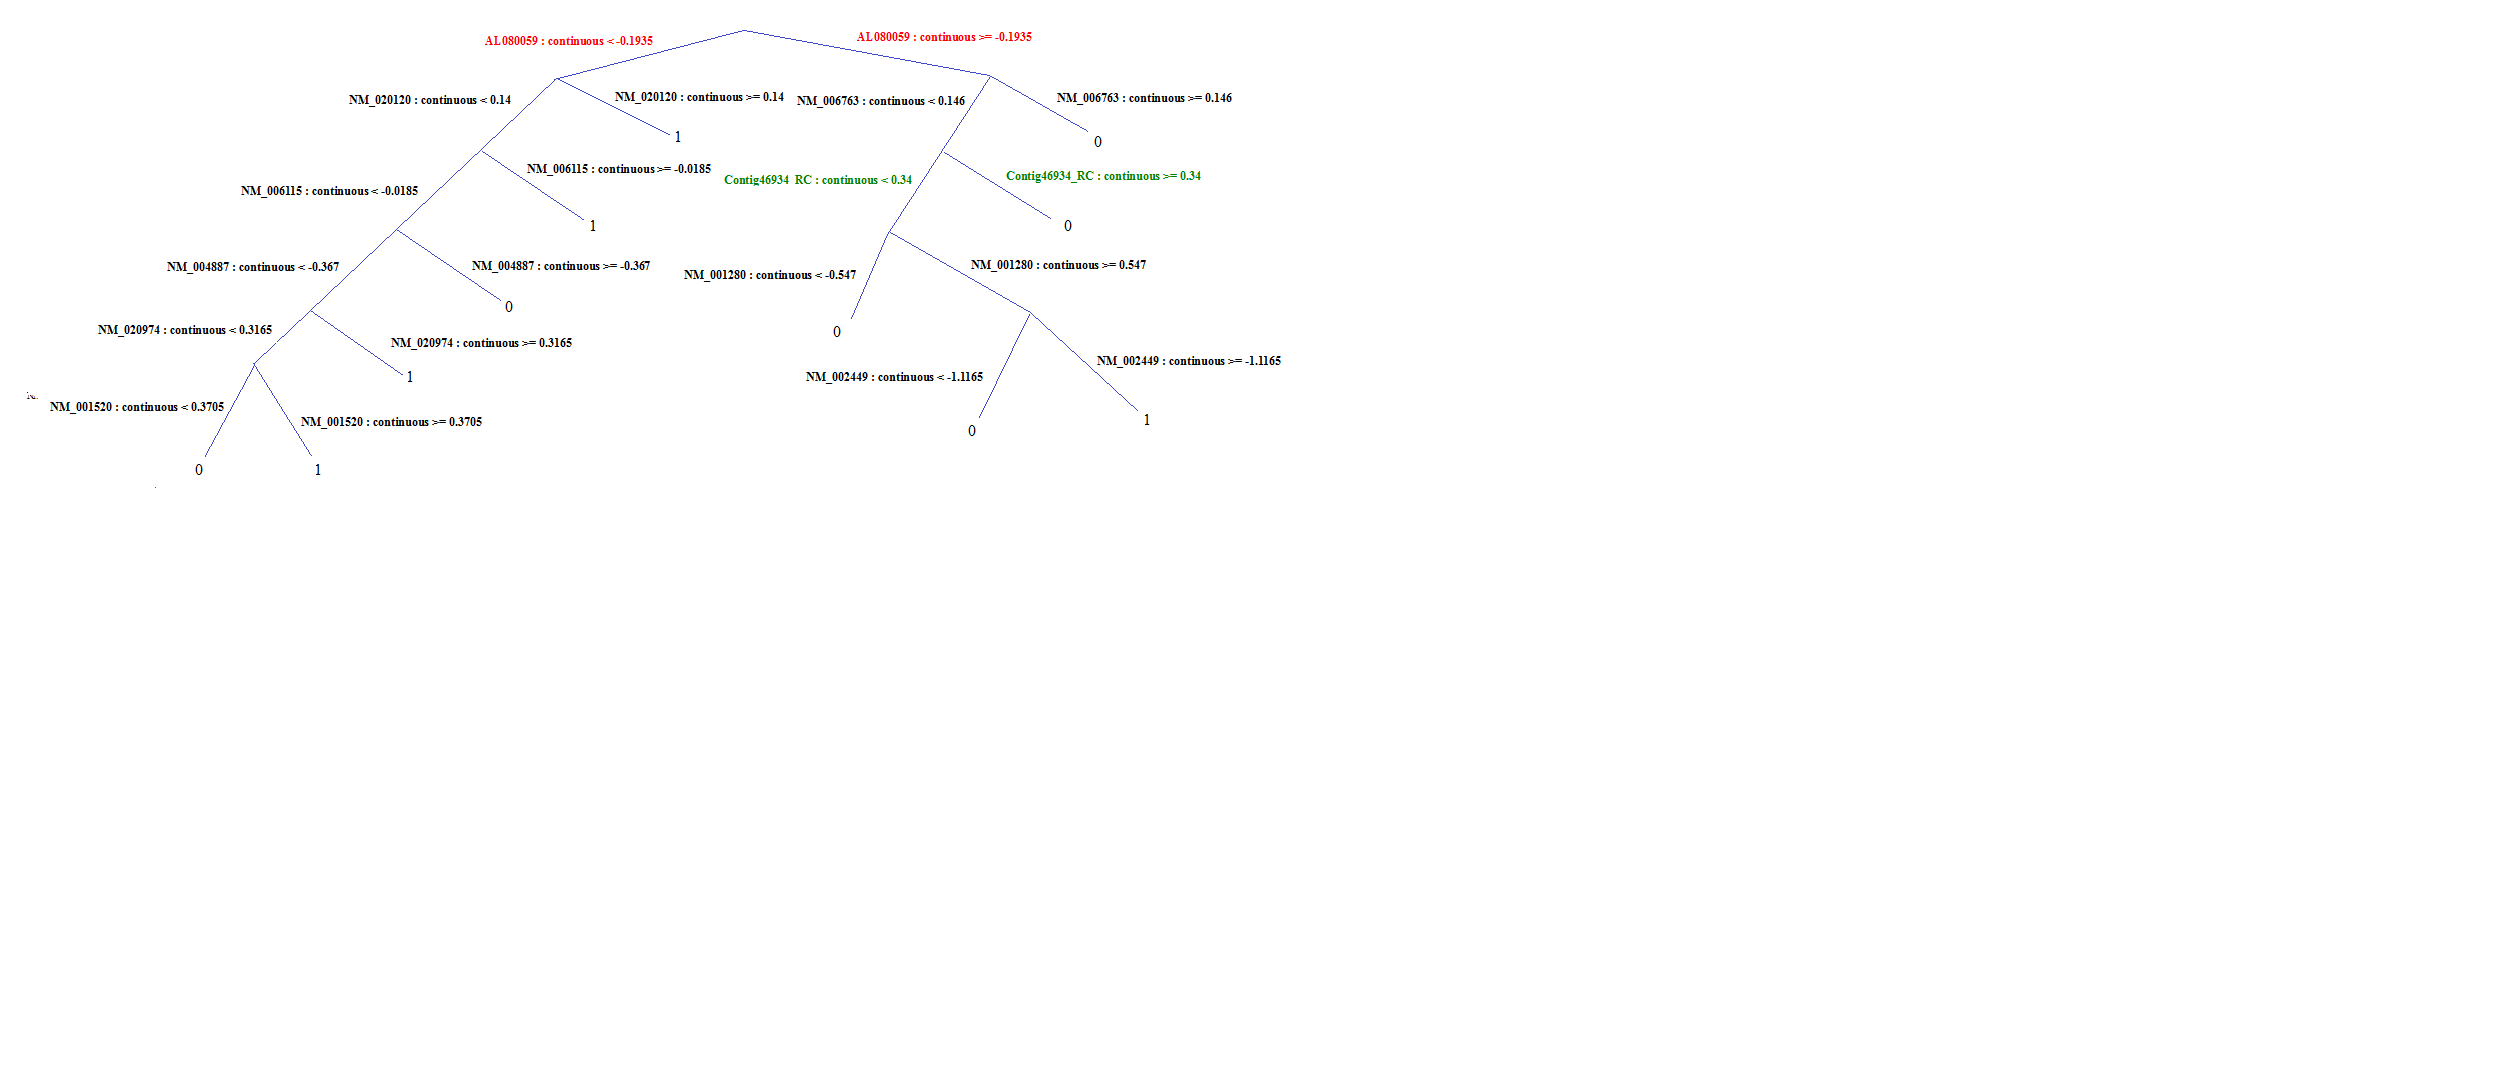 AL080059 : continuous < -0.1935
AL080059 : continuous >= -0.1935
NM_020120 : continuous < 0.14
NM_020120 : continuous >= 0.14
NM_006763 : continuous < 0.146
NM_006763 : continuous >= 0.146
1
0
NM_006115 : continuous < -0.0185
NM_006115 : continuous >= -0.0185
Contig46934_RC : continuous < 0.34
Contig46934_RC : continuous >= 0.34
1
0
NM_004887 : continuous < -0.367
NM_004887 : continuous >= -0.367
NM_001280 : continuous < -0.547
NM_001280 : continuous >= 0.547
0
0
NM_020974 : continuous < 0.3165
NM_020974 : continuous >= 0.3165
NM_002449 : continuous < -1.1165
NM_002449 : continuous >= -1.1165
1
0
1
NM_001520 : continuous < 0.3705
NM_001520 : continuous >= 0.3705
0
1